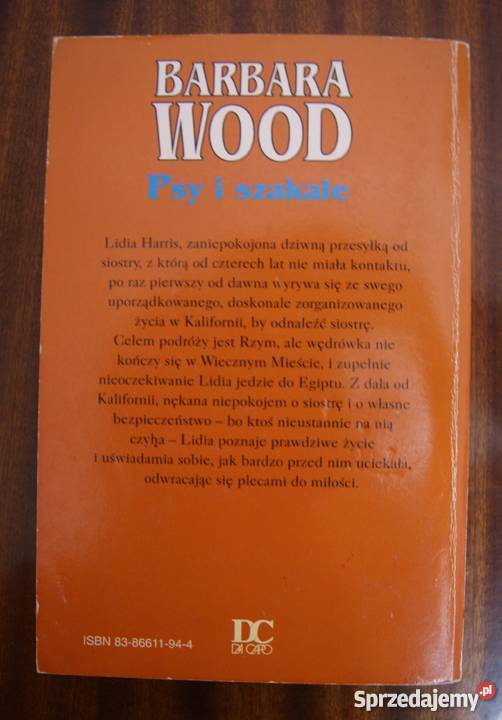 BARBARA
WOOD
Psy i szakale
Lidia Harris, zaniepokojona dziwną przesyłką od
siostry, z którą od czterech lat nie miała kontaktu,
po raz pierwszy od dawna wyrywa się ze swego
uporządkowanego, doskonale zorganizowanego
życia w Kalifornii, by odnaleźć siostrę.
Celem podróży jest Rzym, ale wędrówka nie
kończy się w Wiecznym Mieście, i zupełnie
nieoczekiwanie Lidia jedzie do Egiptu. Z dala od
Kalifornii, nękana niepokojem o siostrę i o własne
bezpieczeństwo – bo ktoś nieustannie na nią
czyha – Lidia poznaje prawdziwe życie
i uświadamia sobie, jak bardzo przed nim uciekała,
odwracając się plecami do miłości.
ISBN 83-86611-94-4
DC
DA CAPO
Sprzedajemy.pl